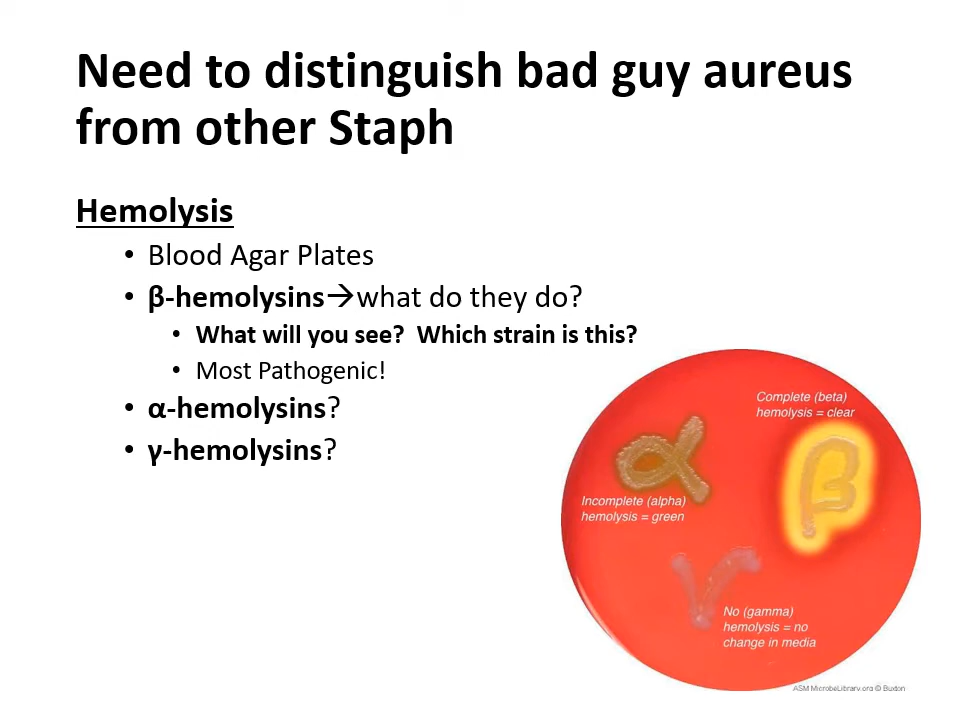 Need to distinguish bad guy aureus
from other Staph
Hemolysis
• Blood Agar Plates
• β-hemolysins→what do they do?
• What will you see?  Which strain is this?
• Most Pathogenic!
• α-hemolysins?
• γ-hemolysins?
Complete (beta)
hemolysis = clear
α
β
Incomplete (alpha)
hemolysis = green
γ
No (gamma)
hemolysis = no
change in media
ASM MicrobeLibrary.org © Buxton